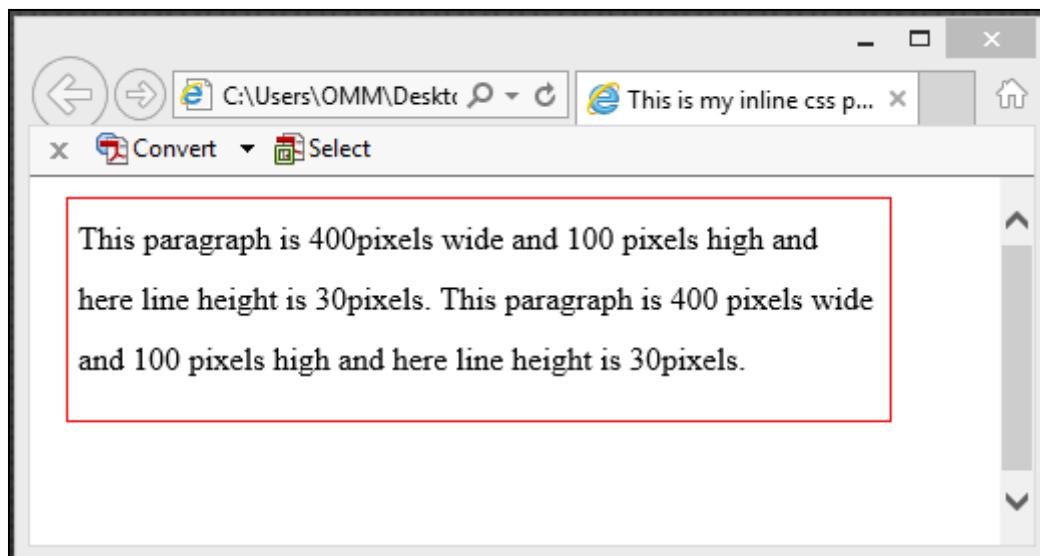 C:\Users\OMM\Deskt
This is my inline css p...
Convert
Select
This paragraph is 400pixels wide and 100 pixels high and
here line height is 30pixels. This paragraph is 400 pixels wide
and 100 pixels high and here line height is 30pixels.